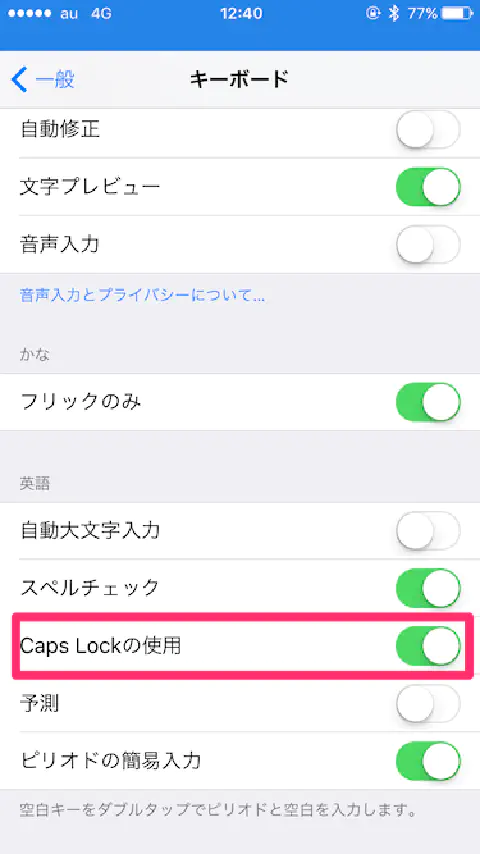 au 4G 12:40 77%
一般 キーボード
自動修正
文字プレビュー
音声入力
音声入力とプライバシーについて...
かな
フリックのみ
英語
自動大文字入力
スペルチェック
Caps Lockの使用
予測
ピリオドの簡易入力
空白キーをダブルタップでピリオドと空白を入力します。